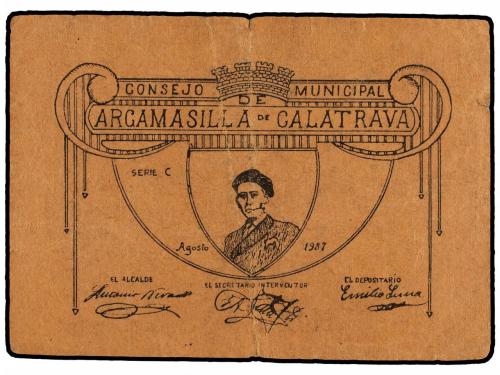 CONSEJO MUNICIPAL
DE
ARGAMASILLA DE CALATRAVA
SERIE C
Agosto 1937
EL ALCALDE EL SECRETARIO INTERVENTOR EL DEPOSITARIO
Emilio Luna